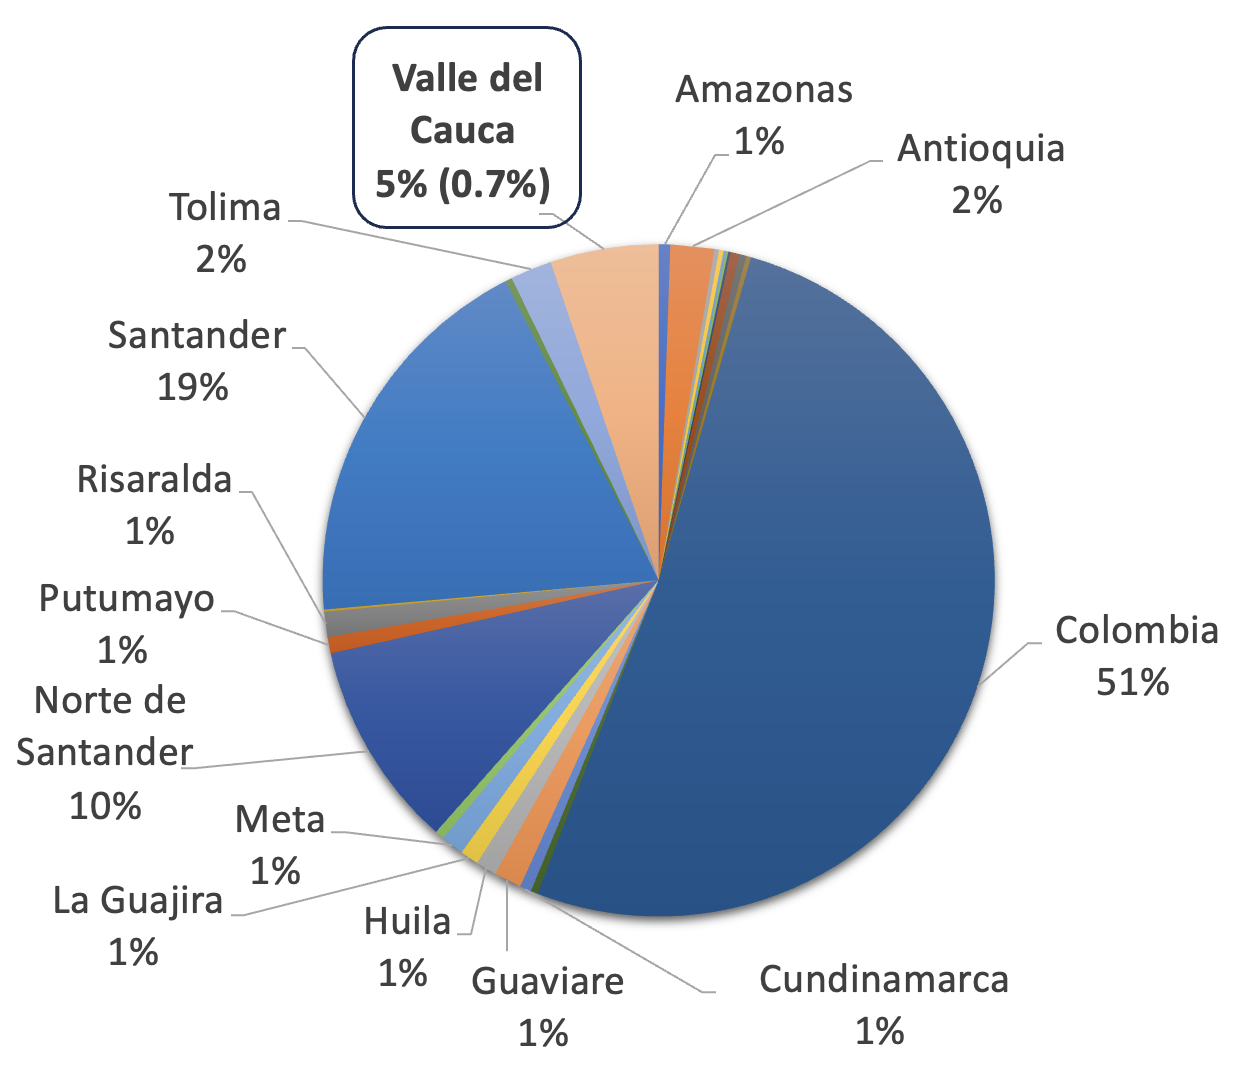 Valle del
Cauca
5% (0.7%)
Amazonas
1%
Antioquia
2%
Tolima
2%
Santander
19%
Risaralda
1%
Putumayo
1%
Norte de
Santander
10%
Meta
1%
La Guajira
1%
Huila
1%
Guaviare
1%
Cundinamarca
1%
Colombia
51%